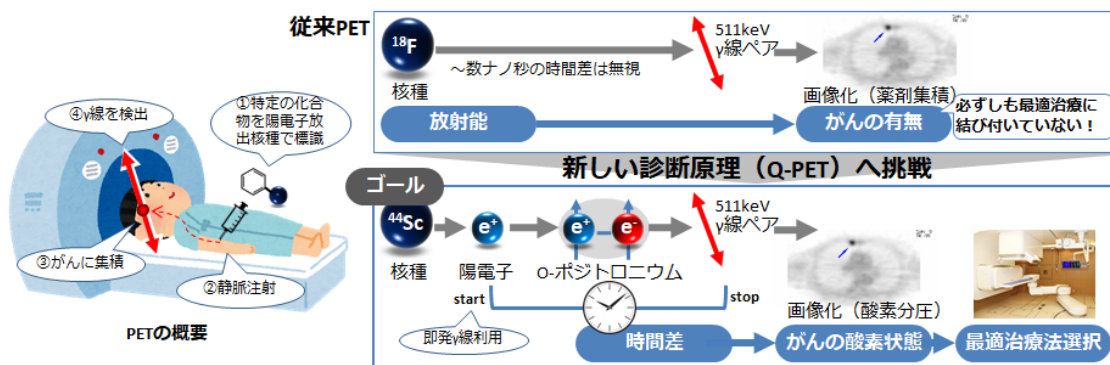 従来PET
18F
核種
~数ナノ秒の時間差は無視
511keV
γ線ペア
画像化（薬剤集積）
放射能
がんの有無
必ずしも最適治療に
結び付いていない！
④γ線を検出
①特定の化合
物を陽電子放
出核種で標識
③がんに集積
②静脈注射
PETの概要
新しい診断原理（Q-PET）へ挑戦
ゴール
44Sc
e+
e+
e-
511keV
γ線ペア
核種
陽電子
O-ポジトロニウム
start
stop
画像化（酸素分圧）
即発γ線利用
時間差
がんの酸素状態
最適治療法選択